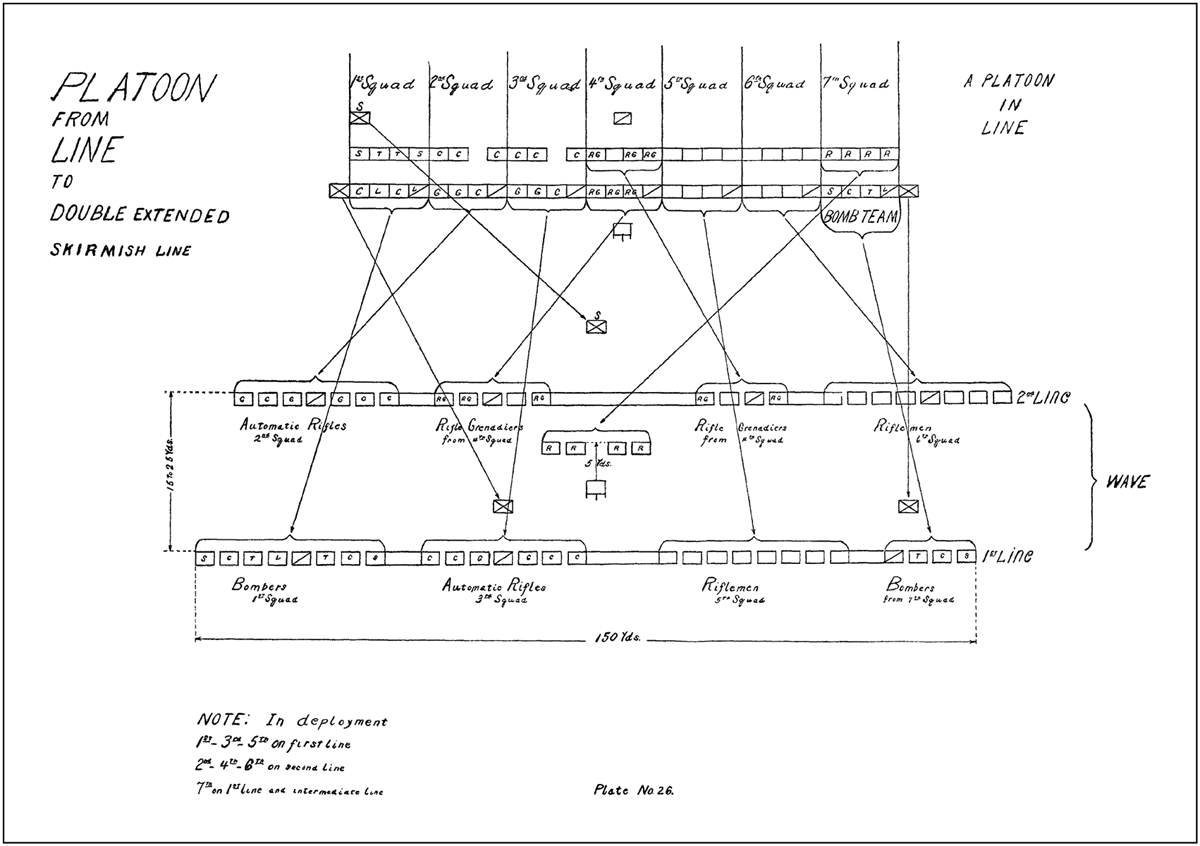 PLATOON
FROM
LINE
TO
DOUBLE EXTENDED
SKIRMISH LINE
1ST Squad 2nd Squad 3rd Squad 4th Squad 5th Squad 6th Squad 7th Squad
A PLATOON
IN
LINE
S
S T T S C C C C C RG RG RG R R R R
C L C L G G C G G C RG RG RG S C T L
BOMB TEAM
S
2nd LINE
G G G G C C RG RG RG RG RG
Automatic Rifles
2nd Squad
Rifle Grenadiers
from 4th Squad
Rifle Grenadiers
from 4th Squad
Riflemen
6th Squad
R R R R
5 Yds.
15 To 25 Yds.
WAVE
1ST LINE
S C T L T C S C C G G C C T C S
Bombers
1ST Squad
Automatic Rifles
3rd Squad
Riflemen
5TH Squad
Bombers
from 7TH Squad
150 Yds.
NOTE: In deployment
1ST- 3rd- 5TH on first line
2nd- 4TH- 6TH on second line
7TH on 1ST line and intermediate line
Plate No. 26.